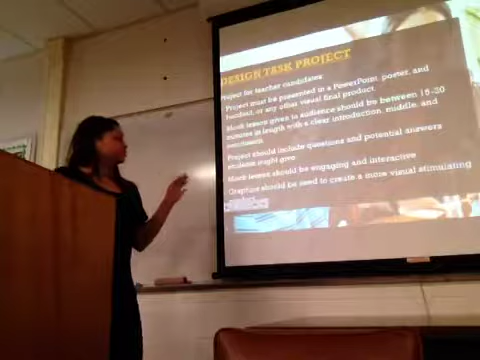 DESIGN TASK PROJECT
Project for teacher candidates
Project must be presented in a PowerPoint, poster, and
handout, or any other visual final product.
Mock lesson given to audience should be between 15-20
minutes in length with a clear introduction, middle, and
conclusion.
Project should include questions and potential answers
students might give
Mock lesson should be engaging and interactive
Graphics should be used to create a more visual stimulating